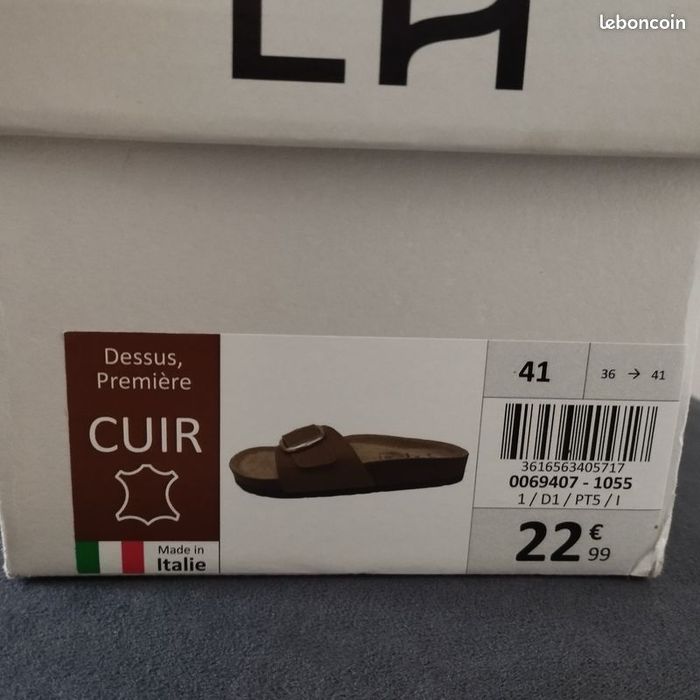 leboncoin
Dessus,
Première
CUIR
Made in
Italie
41
36 → 41
3616563405717
0069407 - 1055
1 / D1 / PT5 / I
22 €
99